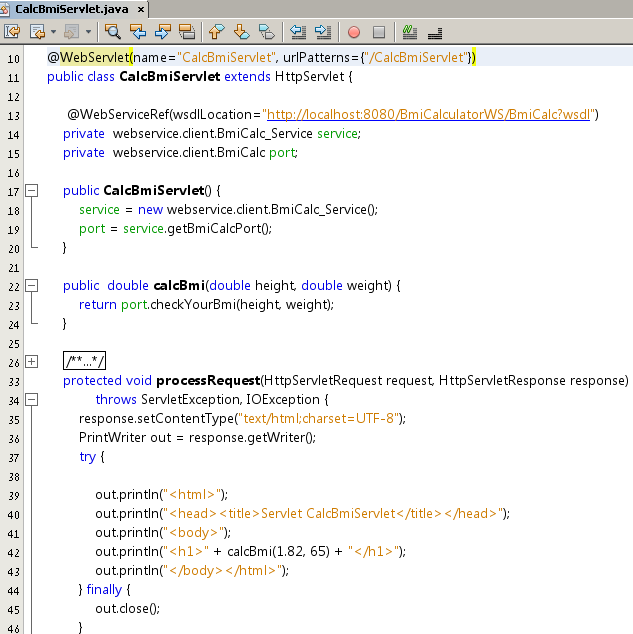 CalcBmiServlet.java
10 @WebServlet(name="CalcBmiServlet", urlPatterns={"/CalcBmiServlet"})
11 public class CalcBmiServlet extends HttpServlet {
12
13 @WebServiceRef(wsdlLocation="http://localhost:8080/BmiCalculatorWS/BmiCalc?wsdl")
14 private  webservice.client.BmiCalc_Service service;
15 private  webservice.client.BmiCalc port;
16
17 public CalcBmiServlet() {
18 service = new webservice.client.BmiCalc_Service();
19 port = service.getBmiCalcPort();
20 }
21
22 public  double calcBmi(double height, double weight) {
23 return port.checkYourBmi(height, weight);
24 }
25
26 /**...*/
33 protected void processRequest(HttpServletRequest request, HttpServletResponse response)
34 throws ServletException, IOException {
35 response.setContentType("text/html;charset=UTF-8");
36 PrintWriter out = response.getWriter();
37 try {
38
39 out.println("<html>");
40 out.println("<head><title>Servlet CalcBmiServlet</title></head>");
41 out.println("<body>");
42 out.println("<h1>" + calcBmi(1.82, 65) + "</h1>");
43 out.println("</body></html>");
44 } finally {
45 out.close();
46 }